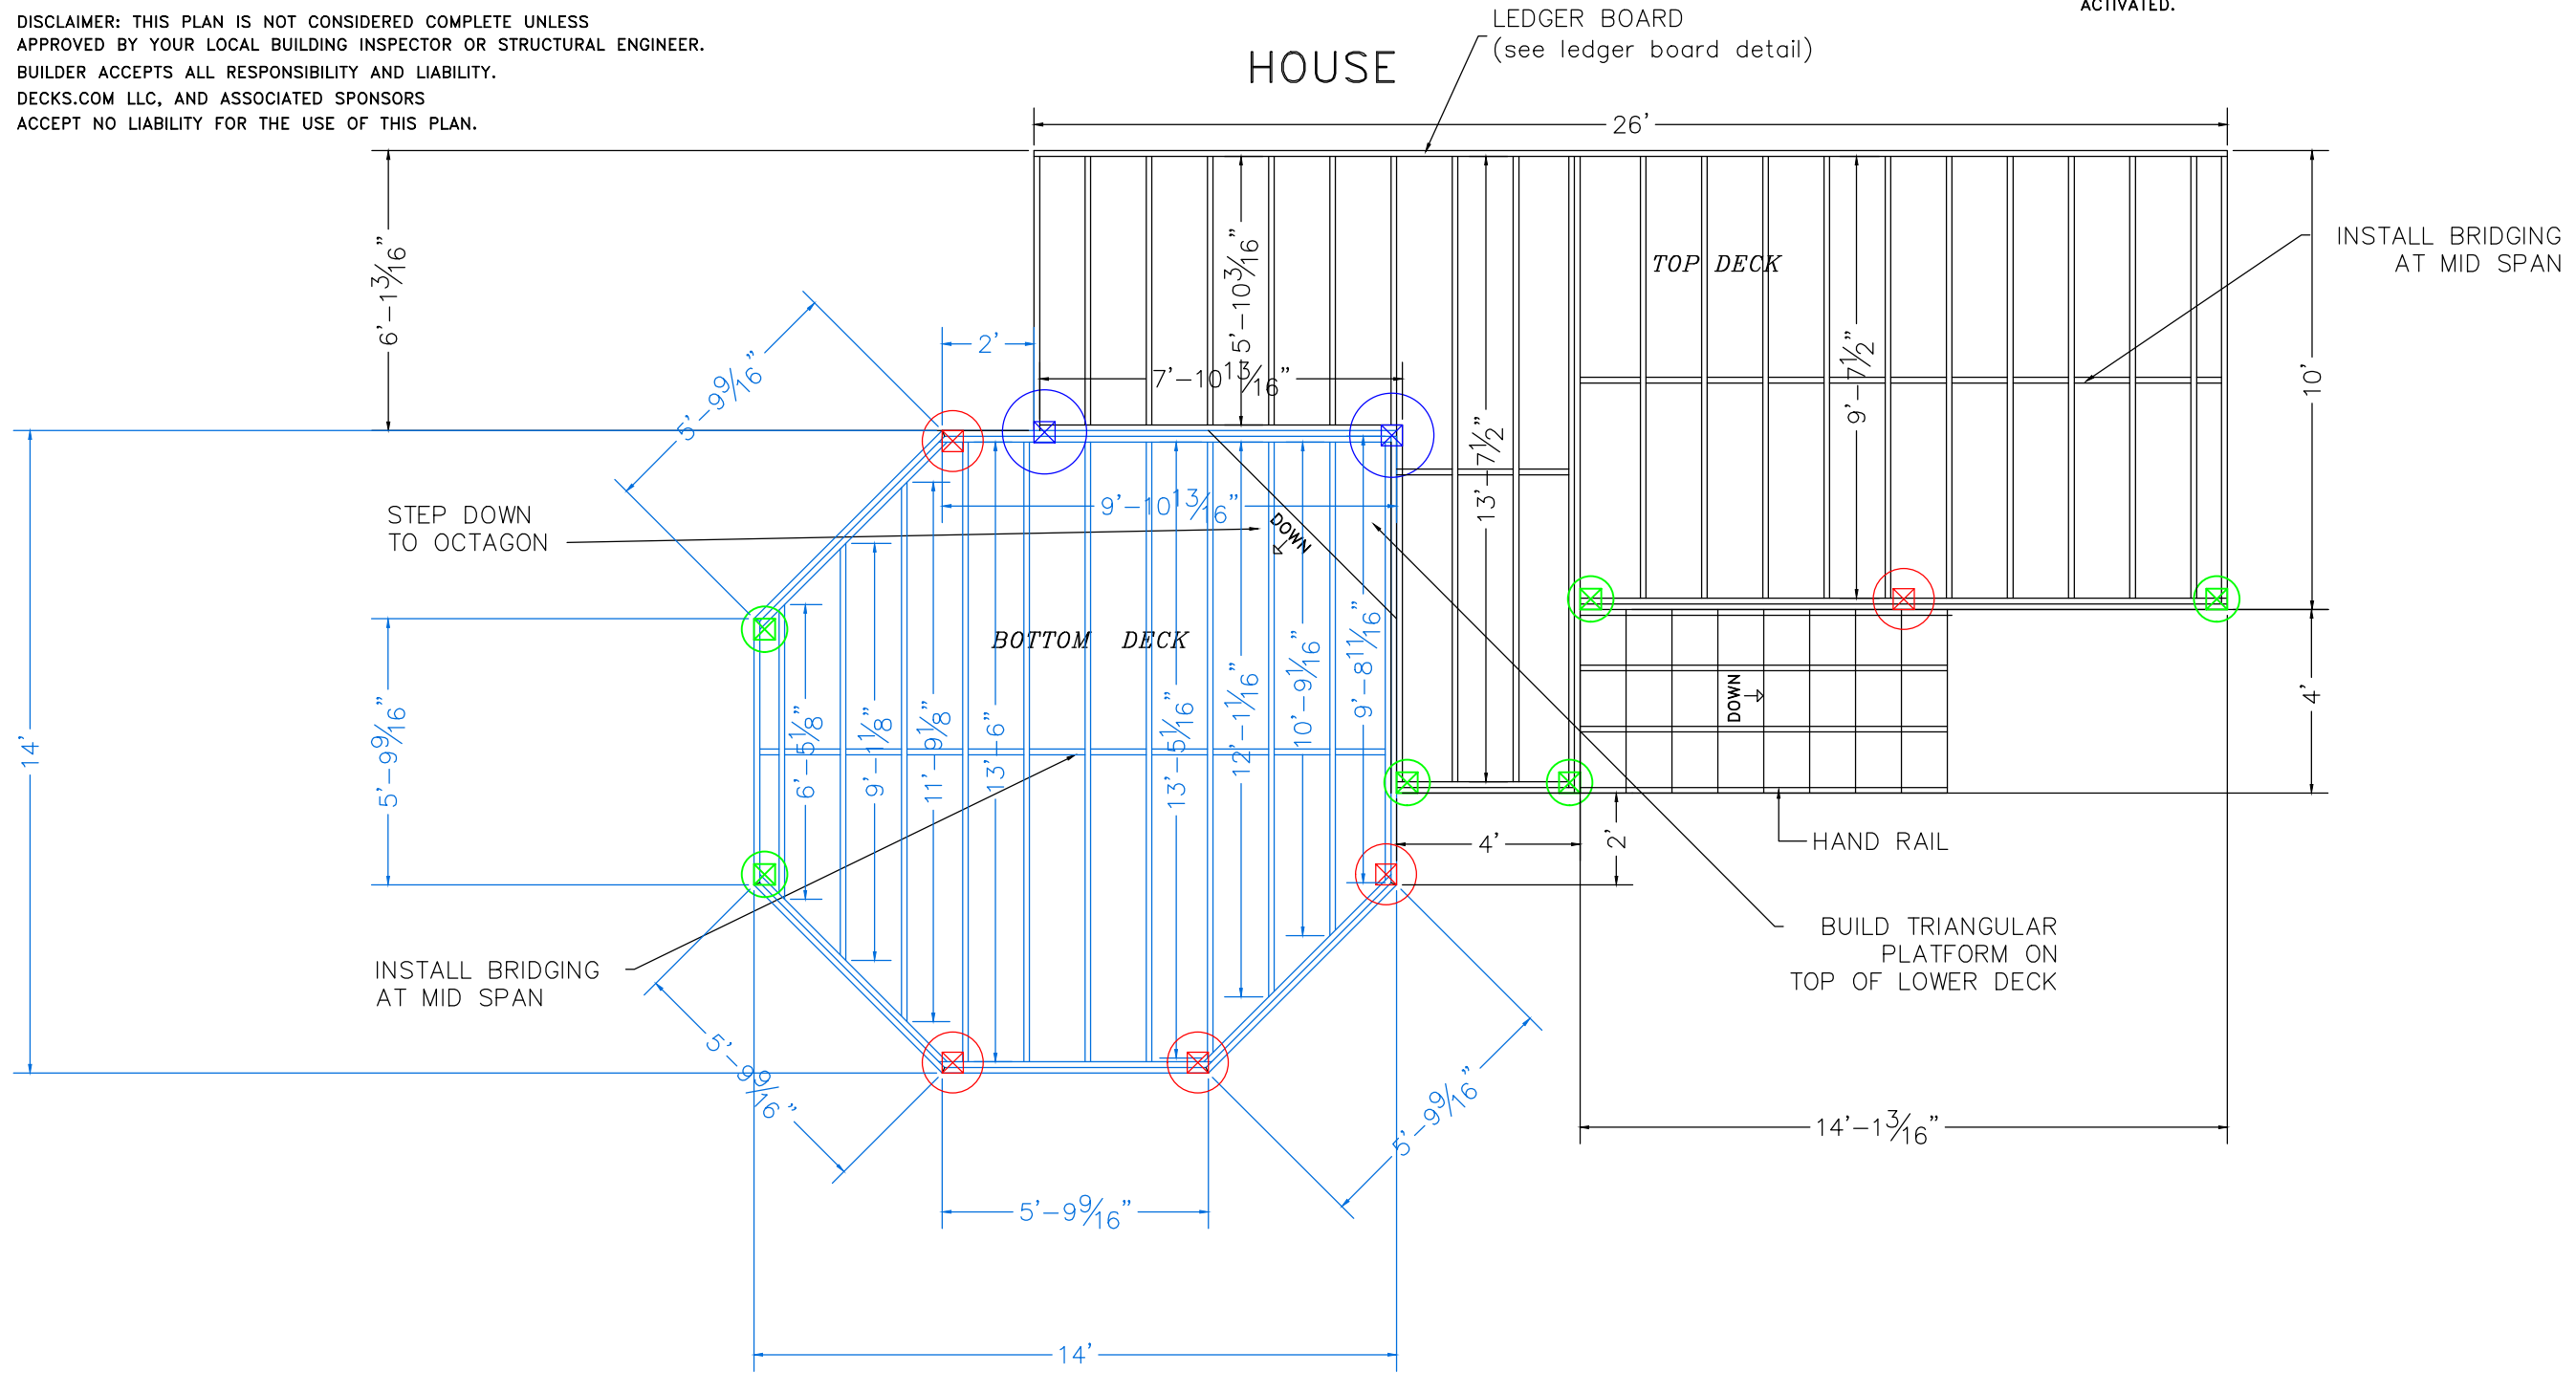 DISCLAIMER: THIS PLAN IS NOT CONSIDERED COMPLETE UNLESS
APPROVED BY YOUR LOCAL BUILDING INSPECTOR OR STRUCTURAL ENGINEER.
BUILDER ACCEPTS ALL RESPONSIBILITY AND LIABILITY.
DECKS.COM LLC, AND ASSOCIATED SPONSORS
ACCEPT NO LIABILITY FOR THE USE OF THIS PLAN.
ACTIVATED.
LEDGER BOARD
(see ledger board detail)
HOUSE
26'
6'-1 3/16"
5'-10 3/16"
TOP DECK
INSTALL BRIDGING
AT MID SPAN
2'
7'-10 13/16"
5'-9 9/16"
9'-7 1/2"
10'
13'-7 1/2"
STEP DOWN
TO OCTAGON
9'-10 13/16"
DOWN
BOTTOM DECK
14'
5'-9 9/16"
6'-5 1/8"
9'-1 1/8"
11'-9 1/8"
13'-6"
13'-5 1/16"
12'-1 1/16"
10'-9 1/16"
9'-8 11/16"
DOWN
4'
4'
2'
HAND RAIL
BUILD TRIANGULAR
PLATFORM ON
TOP OF LOWER DECK
INSTALL BRIDGING
AT MID SPAN
5'-9 9/16"
5'-9 9/16"
14'-1 3/16"
5'-9 9/16"
14'